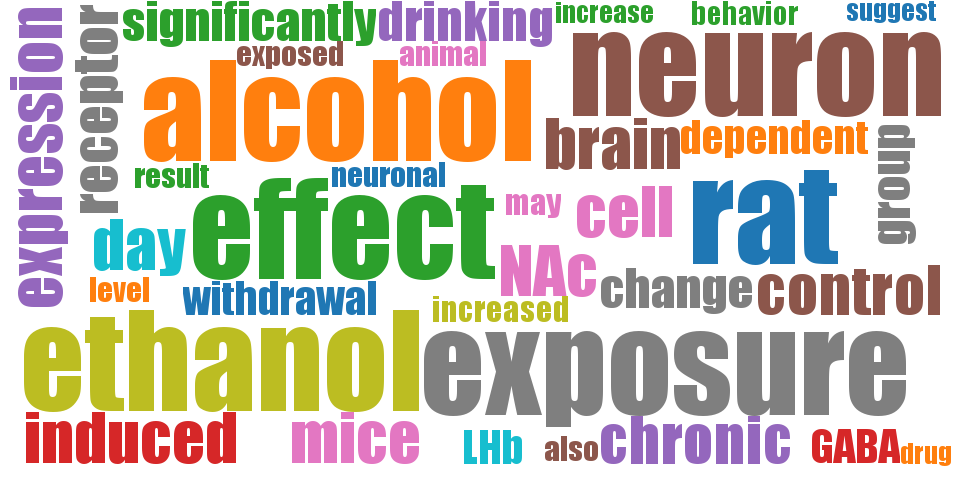 expression
receptor
significantly
drinking
increase
behavior
suggest
exposed
animal
neuron
alcohol
brain
dependent
group
result
neuronal
effect
may
cell
rat
day
NAc
level
withdrawal
increased
change
control
ethanol
exposure
induced
mice
LHb
also
chronic
GABA
drug